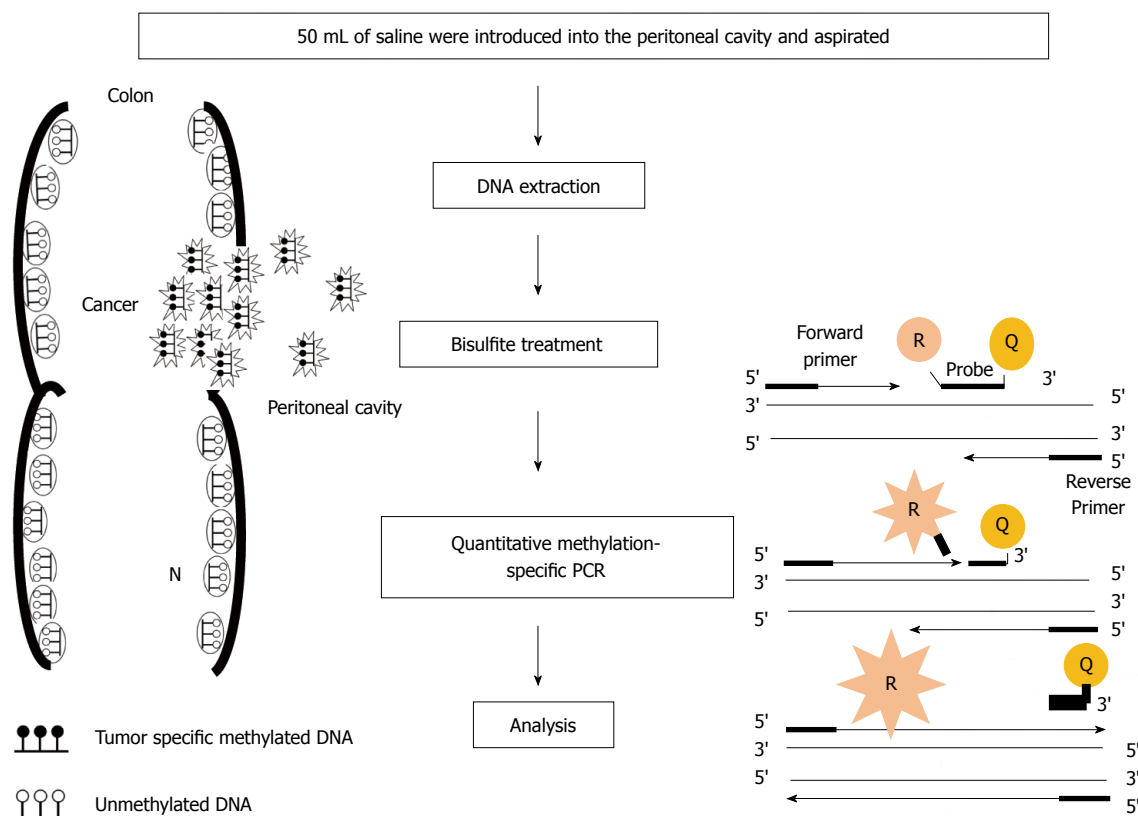 50 mL of saline were introduced into the peritoneal cavity and aspirated
Colon
DNA extraction
Cancer
Bisulfite treatment
Peritoneal cavity
Quantitative methylation-
specific PCR
N
Analysis
Tumor specific methylated DNA
Unmethylated DNA
Forward
primer
R
Q
Probe
5'
3'
3'
5'
3'
5'
5'
Reverse
Primer
R
Q
5'
3'
3'
5'
3'
5'
5'
R
Q
3'
5'
3'
5'
5'
3'
5'